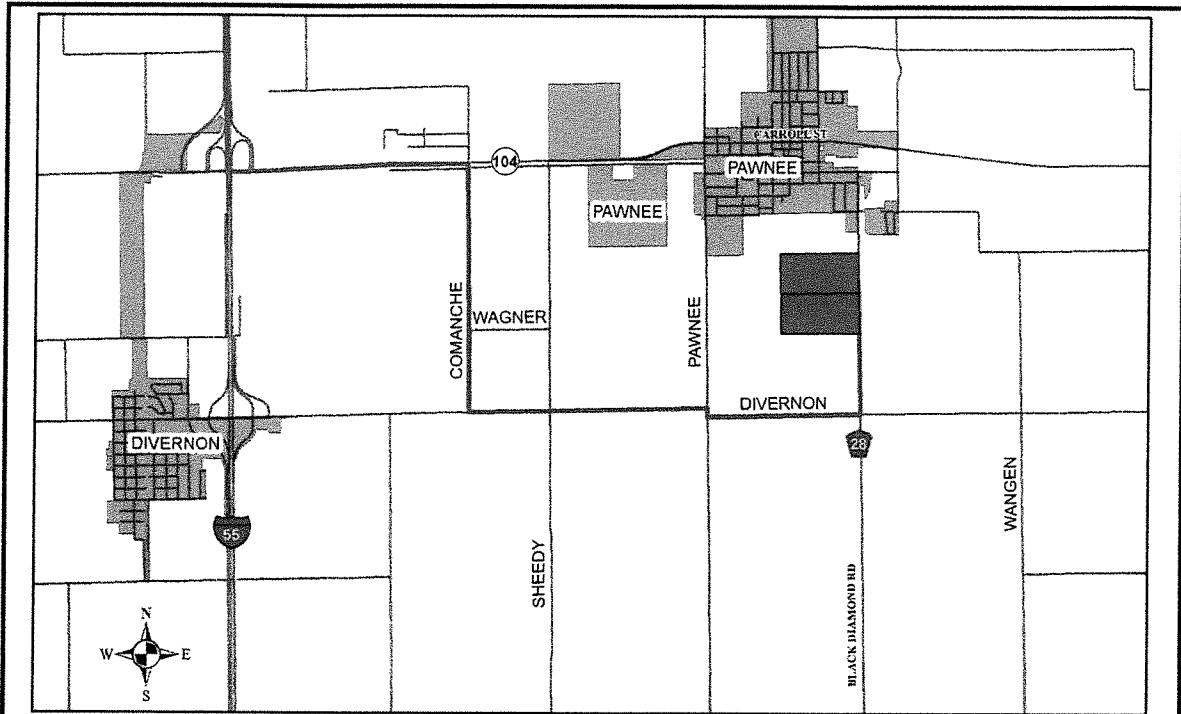 CARROLL ST
104
PAWNEE
PAWNEE
COMANCHE
WAGNER
PAWNEE
DIVERNON
DIVERNON
28
55
SHEEDY
WANGEN
BLACK DIAMOND RD
N
W
E
S